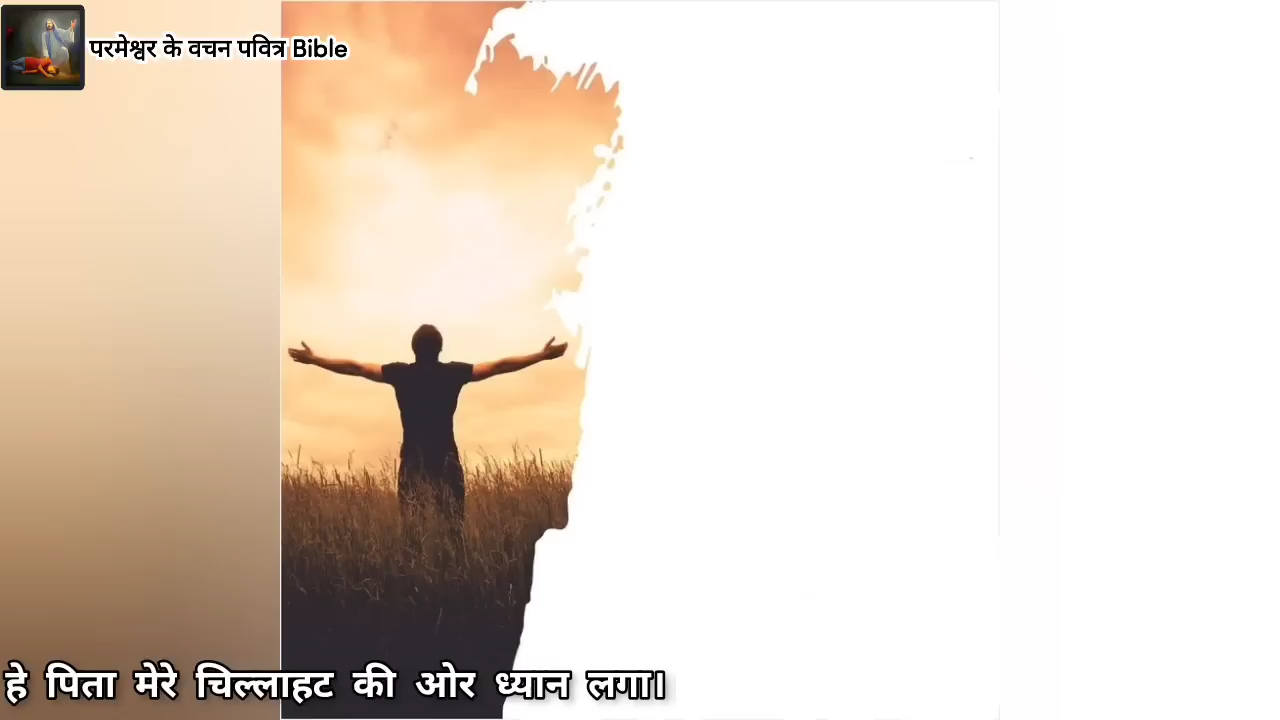 परमेश्वर के वचन पवित्र Bible
हे पिता मेरे चिल्लाहट की ओर ध्यान लगा।